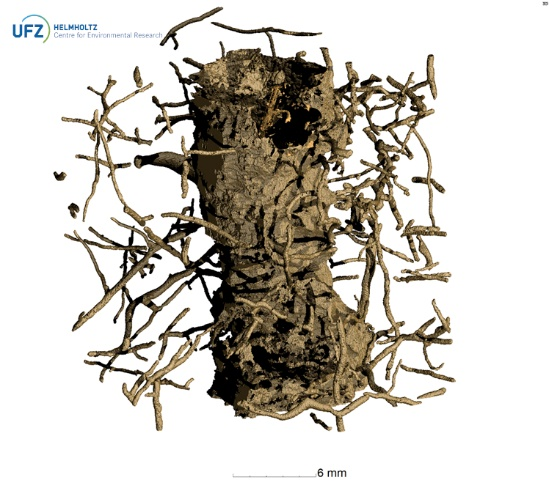 UFZ HELMHOLTZ
Centre for Environmental Research
6 mm